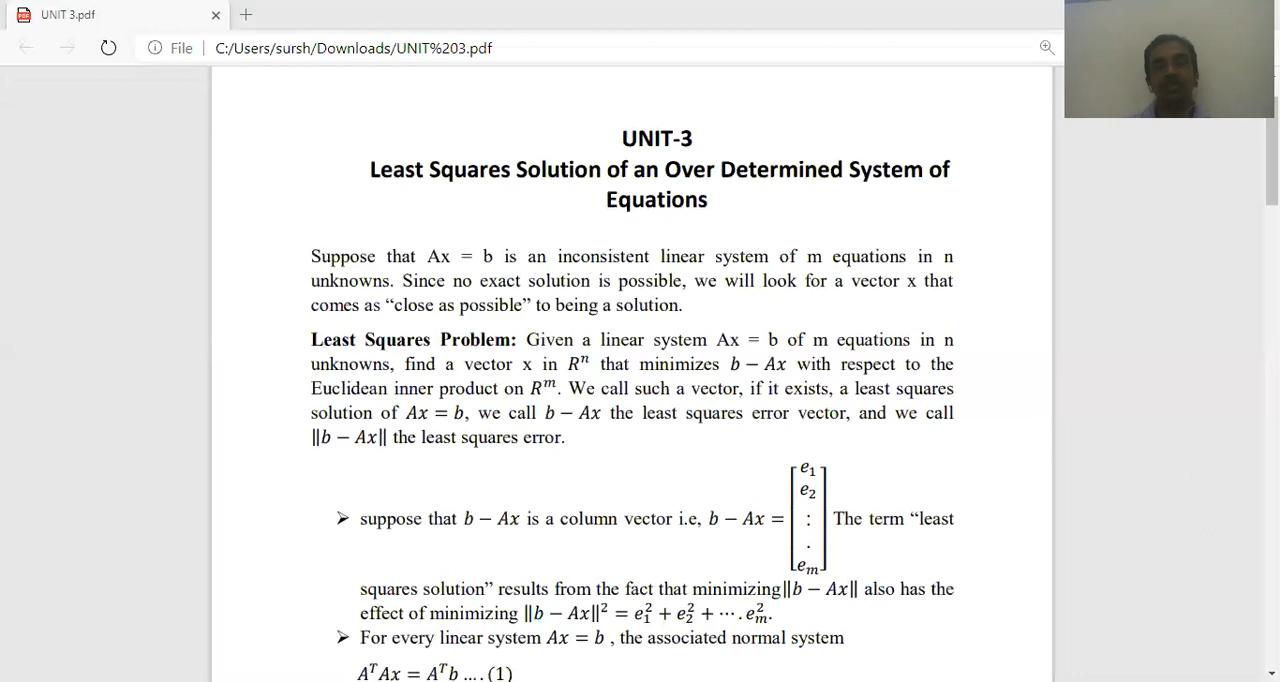 UNIT 3.pdf
File
C:/Users/sursh/Downloads/UNIT%203.pdf
UNIT-3
Least Squares Solution of an Over Determined System of
Equations
Suppose that Ax = b is an inconsistent linear system of m equations in n
unknowns. Since no exact solution is possible, we will look for a vector x that
comes as “close as possible” to being a solution.
Least Squares Problem: Given a linear system Ax = b of m equations in n
unknowns, find a vector x in Rⁿ that minimizes b − Ax with respect to the
Euclidean inner product on Rᵐ. We call such a vector, if it exists, a least squares
solution of Ax = b, we call b − Ax the least squares error vector, and we call
‖b − Ax‖ the least squares error.
➢ suppose that b − Ax is a column vector i.e, b − Ax = [e₁ e₂ : . eₘ] The term “least
squares solution” results from the fact that minimizing‖b − Ax‖ also has the
effect of minimizing ‖b − Ax‖² = e₁² + e₂² + ⋯ . eₘ².
➢ For every linear system Ax = b , the associated normal system
AᵀAx = Aᵀb … . (1)